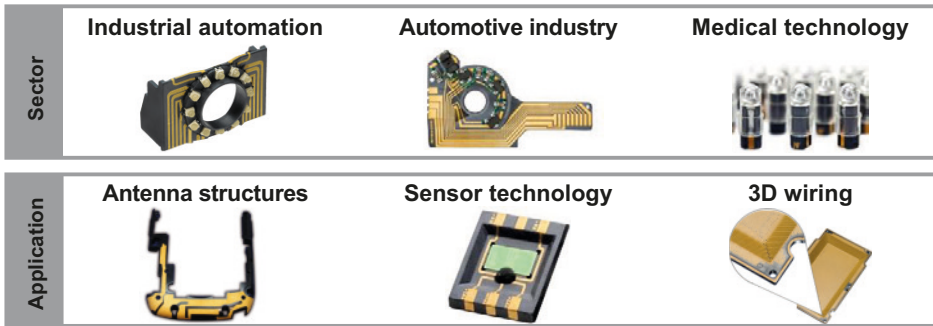 Sector
Industrial automation
Automotive industry
Medical technology
Application
Antenna structures
Sensor technology
3D wiring